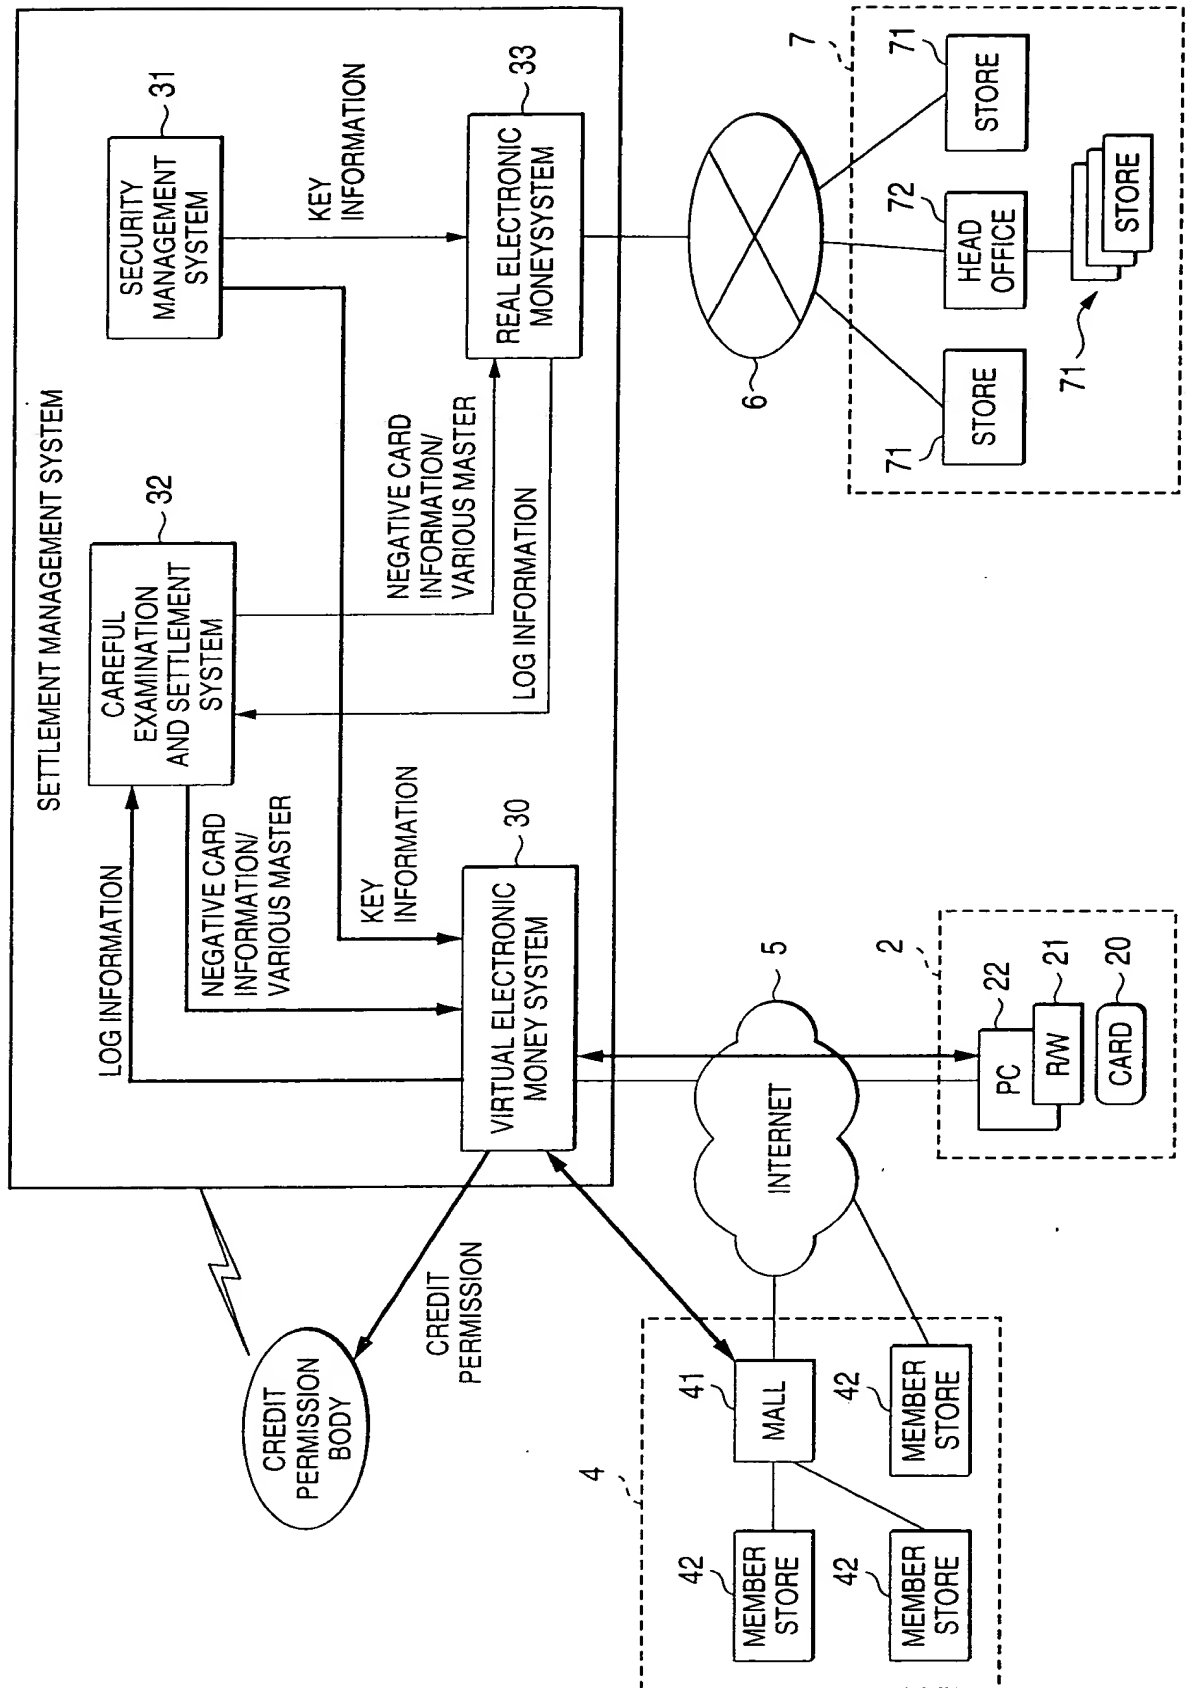 SETTLEMENT MANAGEMENT SYSTEM
CREDIT
PERMISSION
BODY
CREDIT
PERMISSION
LOG INFORMATION
NEGATIVE CARD
INFORMATION/
VARIOUS MASTER
CAREFUL
EXAMINATION
AND SETTLEMENT
SYSTEM
32
SECURITY
MANAGEMENT
SYSTEM
31
KEY
INFORMATION
KEY
INFORMATION
NEGATIVE CARD
INFORMATION/
VARIOUS MASTER
LOG INFORMATION
VIRTUAL ELECTRONIC
MONEY SYSTEM
30
REAL ELECTRONIC
MONEYSYSTEM
33
4
MALL
41
MEMBER
STORE
42
MEMBER
STORE
42
MEMBER
STORE
42
INTERNET
5
2
PC
22
R/W
21
CARD
20
6
7
STORE
71
HEAD
OFFICE
72
STORE
71
STORE
71